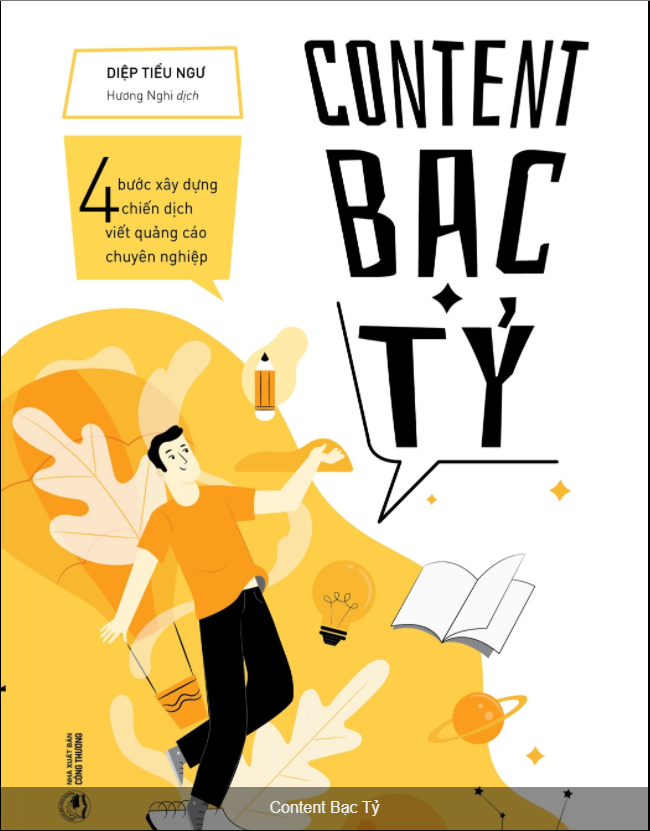 DIỆP TIỂU NGƯ
Hương Nghi dịch
4 bước xây dựng
chiến dịch
viết quảng cáo
chuyên nghiệp
CONTENT
BẠC
TỶ
NHÀ XUẤT BẢN
CÔNG THƯƠNG
Content Bạc Tỷ